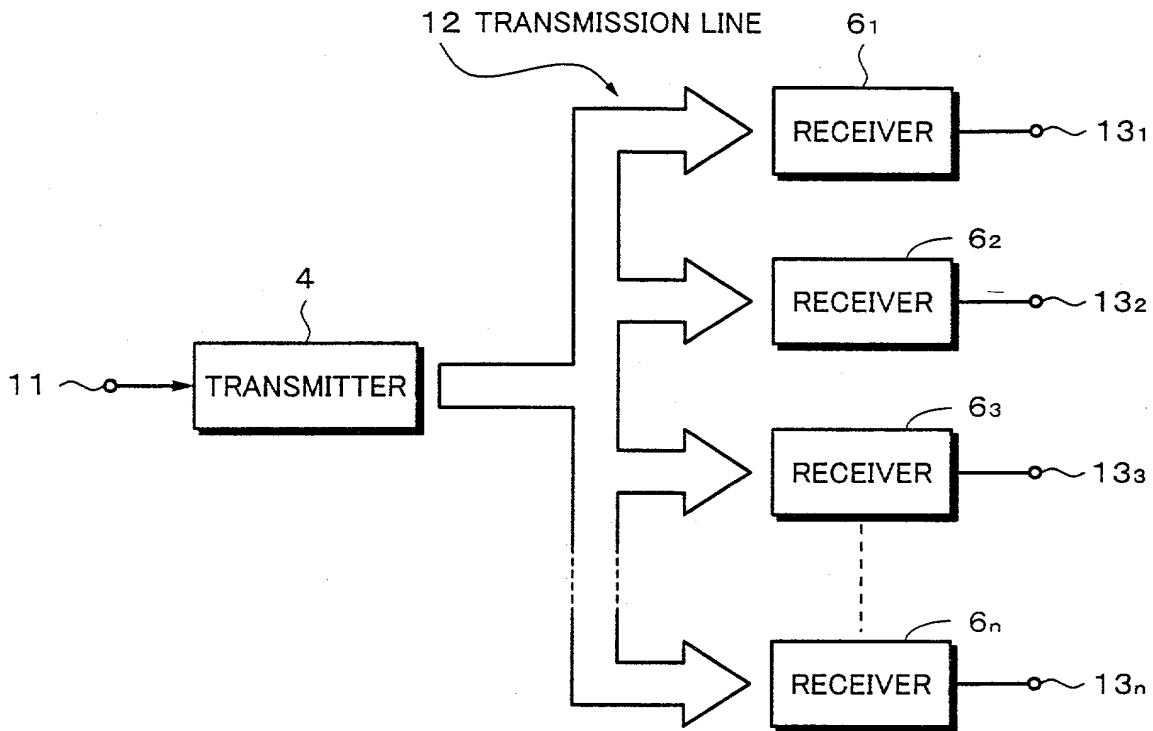 12 TRANSMISSION LINE
6₁
RECEIVER
13₁
6₂
RECEIVER
13₂
4
11
TRANSMITTER
6₃
RECEIVER
13₃
6ₙ
RECEIVER
13ₙ